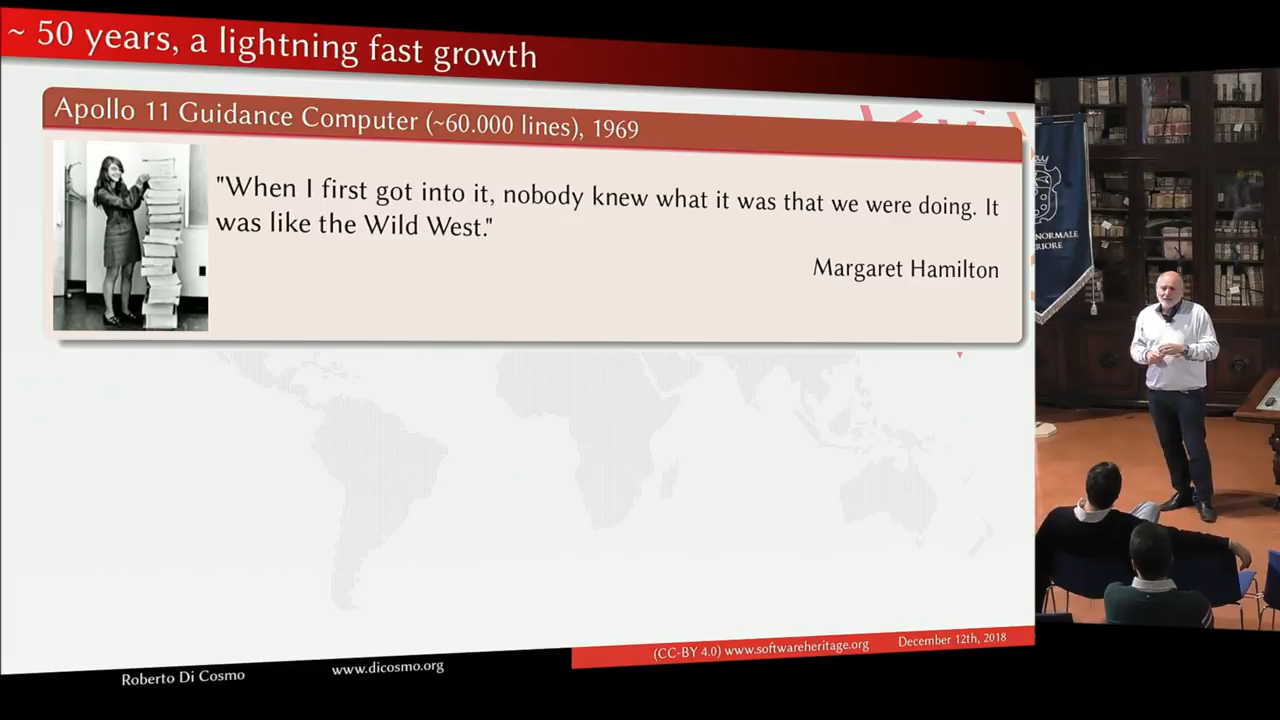 ~ 50 years, a lightning fast growth
Apollo 11 Guidance Computer (~60.000 lines), 1969
"When I first got into it, nobody knew what it was that we were doing. It
was like the Wild West."
Margaret Hamilton
NORMALE
RIORE
(CC-BY 4.0) www.softwareheritage.org December 12th, 2018
Roberto Di Cosmo www.dicosmo.org